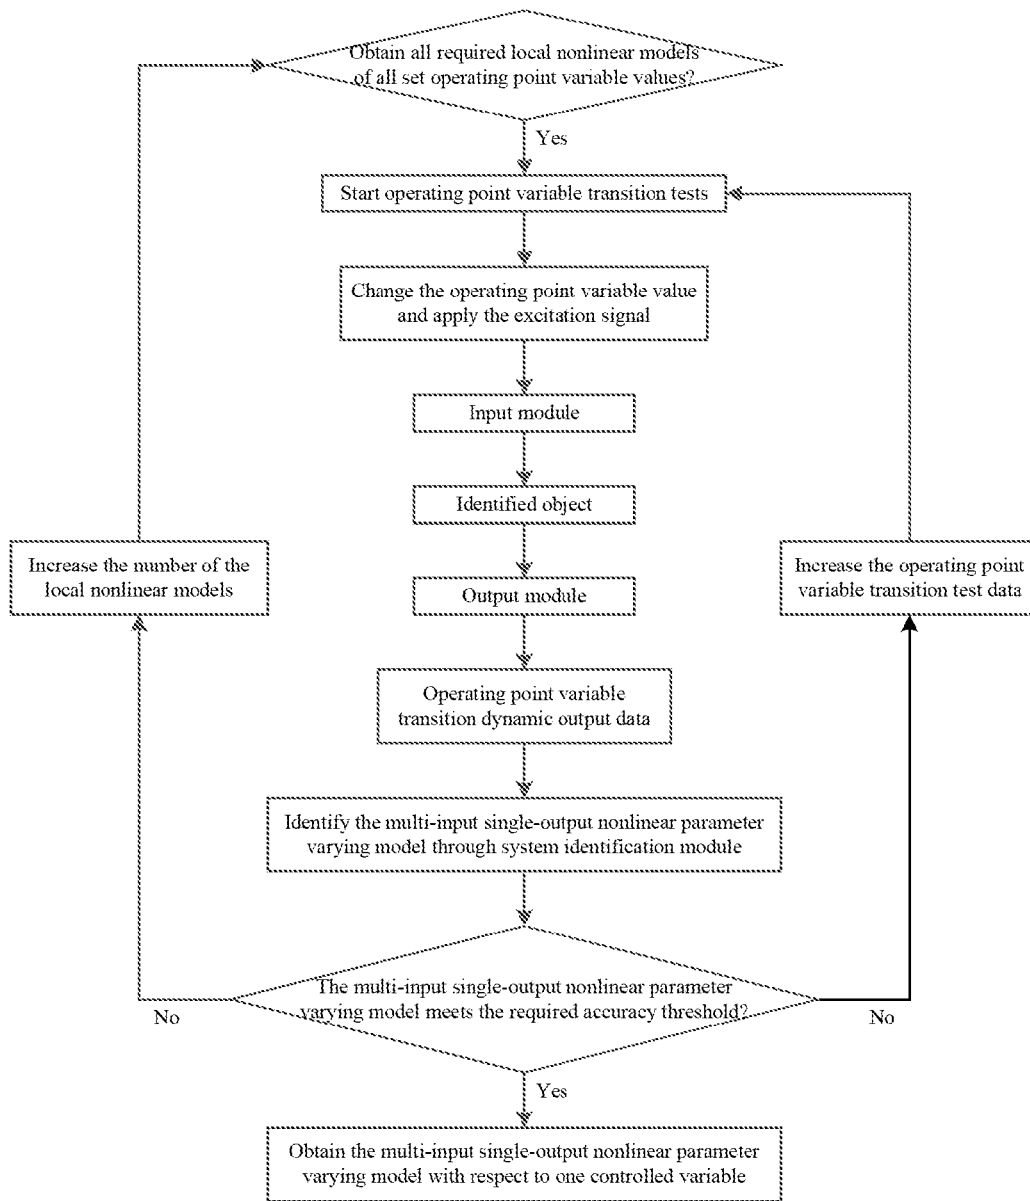 Obtain all required local nonlinear models
of all set operating point variable values?
Yes
Start operating point variable transition tests
Change the operating point variable value
and apply the excitation signal
Input module
Identified object
Increase the number of the
local nonlinear models
Increase the operating point
variable transition test data
Output module
Operating point variable
transition dynamic output data
Identify the multi-input single-output nonlinear parameter
varying model through system identification module
The multi-input single-output nonlinear parameter
varying model meets the required accuracy threshold?
No
No
Yes
Obtain the multi-input single-output nonlinear parameter
varying model with respect to one controlled variable